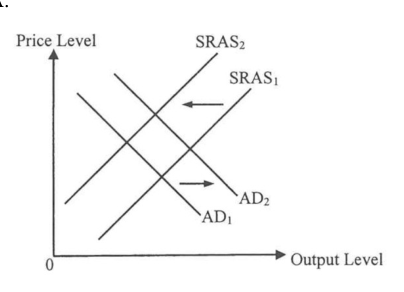 A.
Price Level
SRAS₂
SRAS₁
AD₂
AD₁
0
Output Level